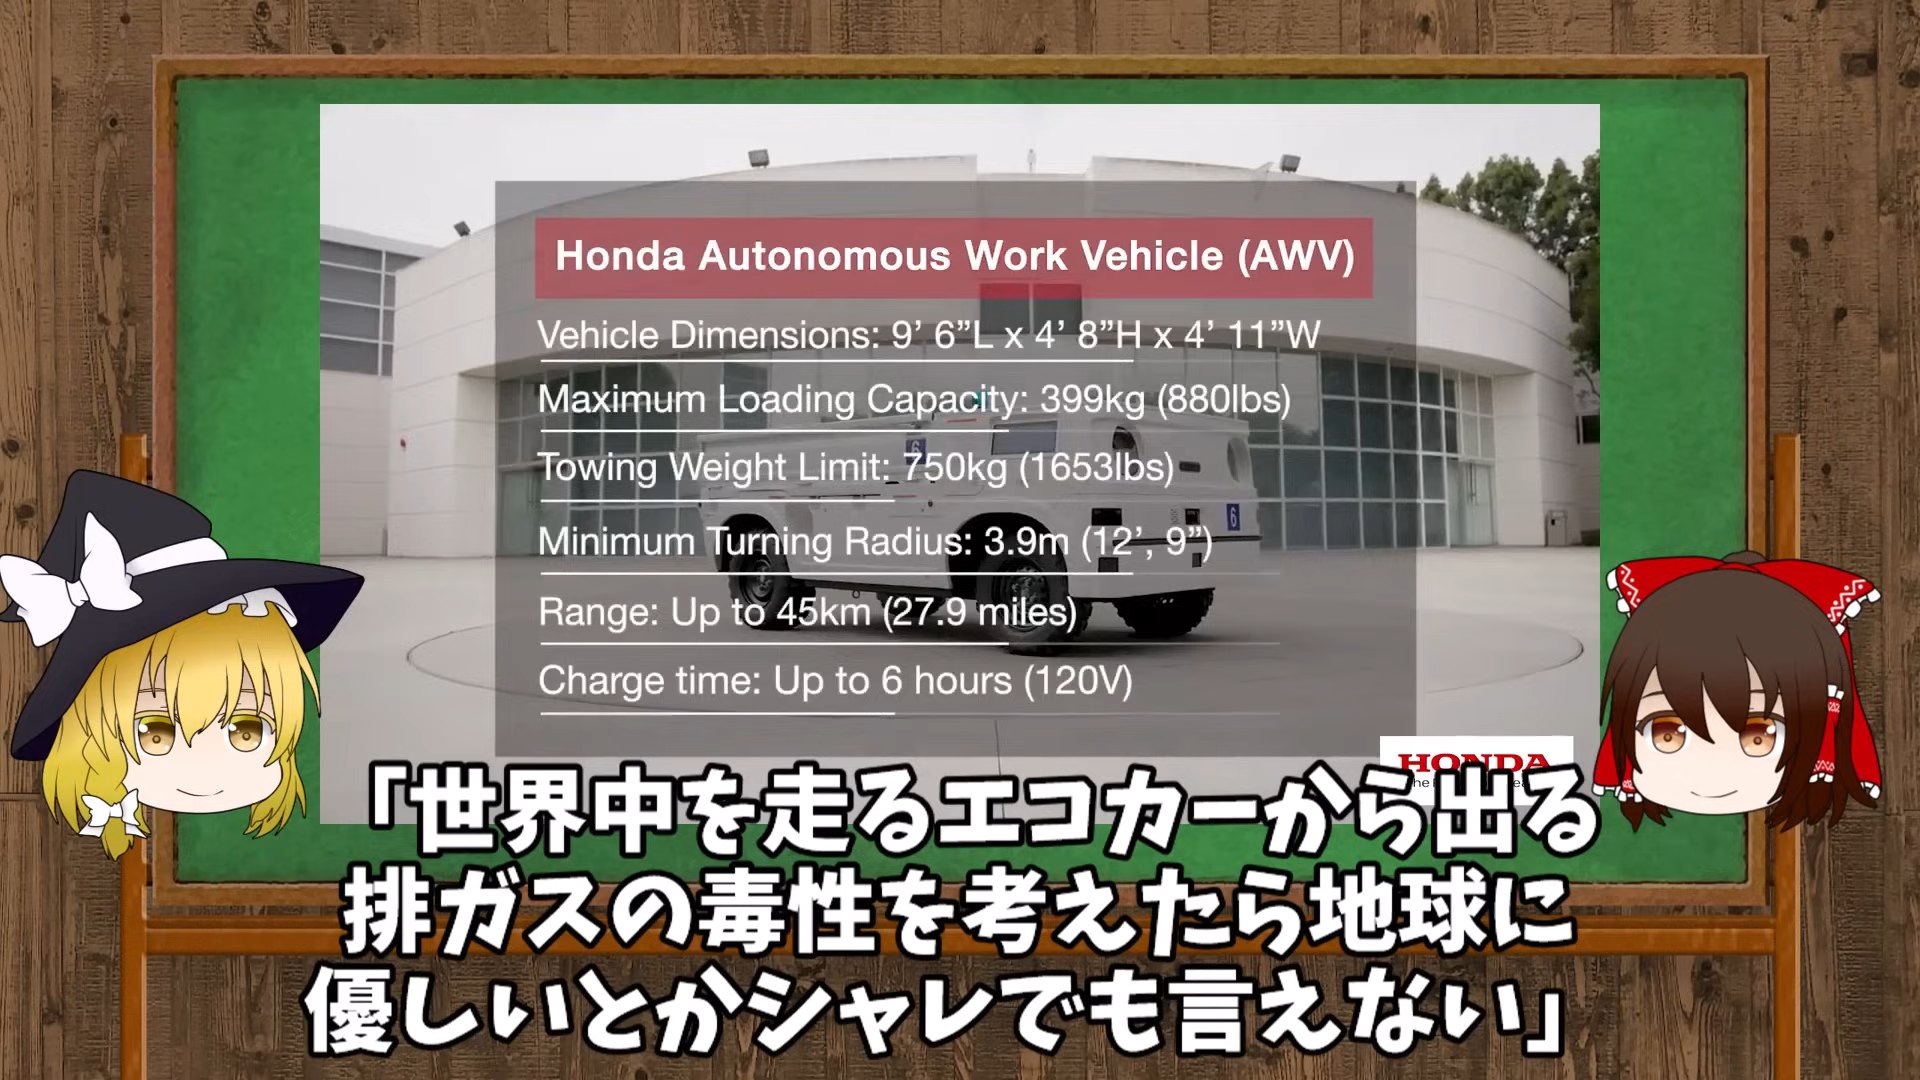 Honda Autonomous Work Vehicle (AWV)
Vehicle Dimensions: 9’ 6”L x 4’ 8”H x 4’ 11”W
Maximum Loading Capacity: 399kg (880lbs)
Towing Weight Limit: 750kg (1653lbs)
Minimum Turning Radius: 3.9m (12’, 9”)
Range: Up to 45km (27.9 miles)
Charge time: Up to 6 hours (120V)
6
6
HONDA
「世界中を走るエコカーから出る
排ガスの毒性を考えたら地球に
優しいとかシャレでも言えない」